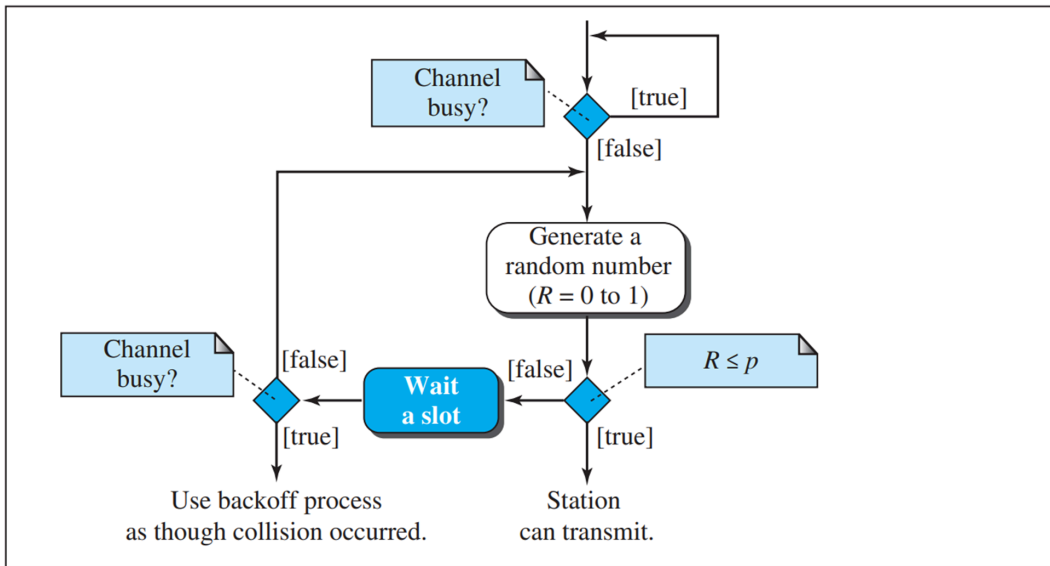 Channel
busy?
[true]
[false]
Generate a
random number
(R = 0 to 1)
Channel
busy?
[false]
Wait
a slot
[false]
R ≤ p
[true]
[true]
Use backoff process
as though collision occurred.
Station
can transmit.